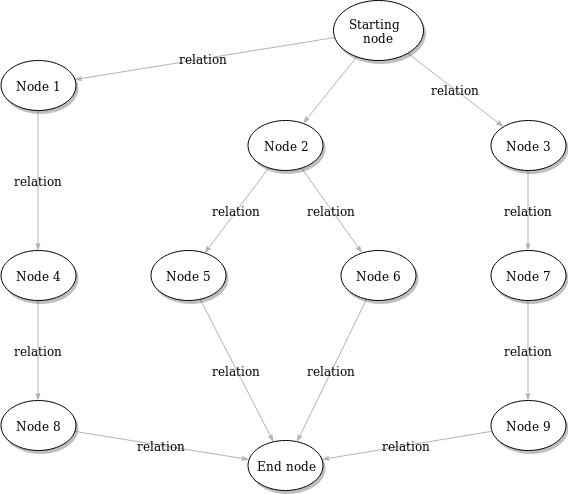 Starting
node
relation
Node 1
relation
Node 2
Node 3
relation
relation
relation
relation
Node 4
Node 5
Node 6
Node 7
relation
relation
relation
relation
Node 8
Node 9
relation
relation
End node